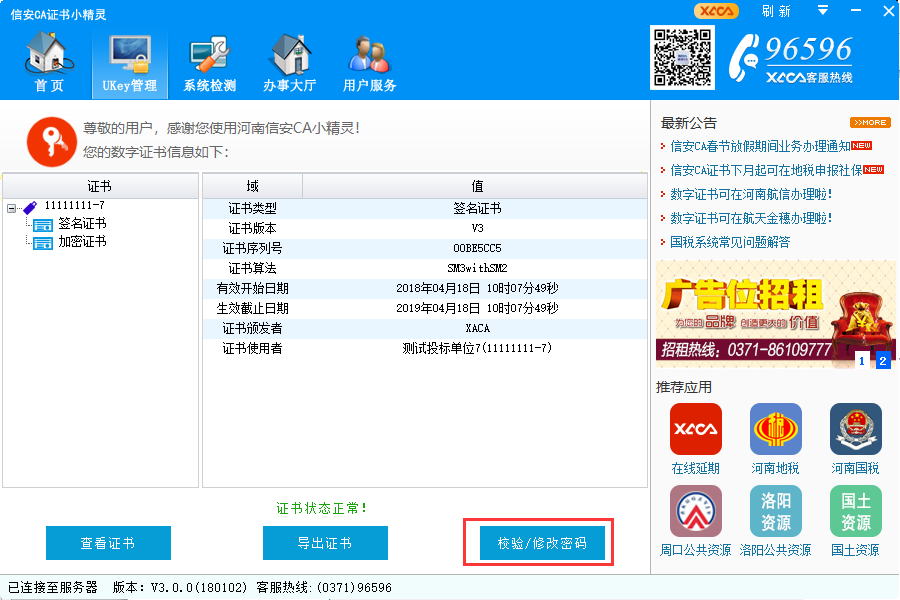 信安CA证书小精灵
XACA 刷 新
首 页 UKey管理 系统检测 办事大厅 用户服务
96596
XACA客服热线
尊敬的用户，感谢您使用河南信安CA小精灵！
您的数字证书信息如下：
证书
11111111-7
签名证书
加密证书
域 值
证书类型 签名证书
证书版本 V3
证书序列号 00BE5CC5
证书算法 SM3withSM2
有效开始日期 2018年04月18日 10时07分49秒
生效截止日期 2019年04月18日 10时07分49秒
证书颁发者 XACA
证书使用者 测试投标单位7(11111111-7)
证书状态正常！
查看证书 导出证书 校验/修改密码
最新公告 >>MORE
信安CA春节放假期间业务办理通知 NEW
信安CA证书下月起可在地税申报社保 NEW
数字证书可在河南航信办理啦！
数字证书可在航天金穗办理啦！
国税系统常见问题解答
广告位招租
为您的品牌 创造更大的价值
招租热线：0371-86109777
1 2
推荐应用
XACA 税
在线延期 河南地税 河南国税
洛阳资源 国土资源
周口公共资源 洛阳公共资源 国土资源
已连接至服务器 版本：V3.0.0(180102) 客服热线：(0371)96596